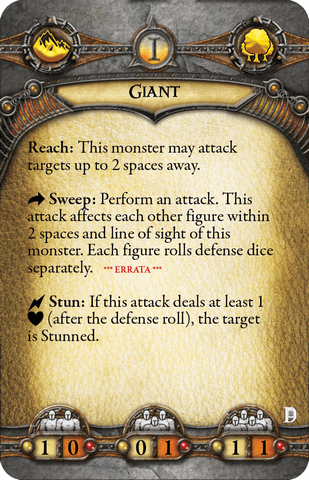 I
GIANT
Reach: This monster may attack
targets up to 2 spaces away.
Sweep: Perform an attack. This
attack affects each other figure within
2 spaces and line of sight of this
monster. Each figure rolls defense dice
separately. *** ERRATA ***
Stun: If this attack deals at least 1
(after the defense roll), the target
is Stunned.
D
1 0 0 1 1 1